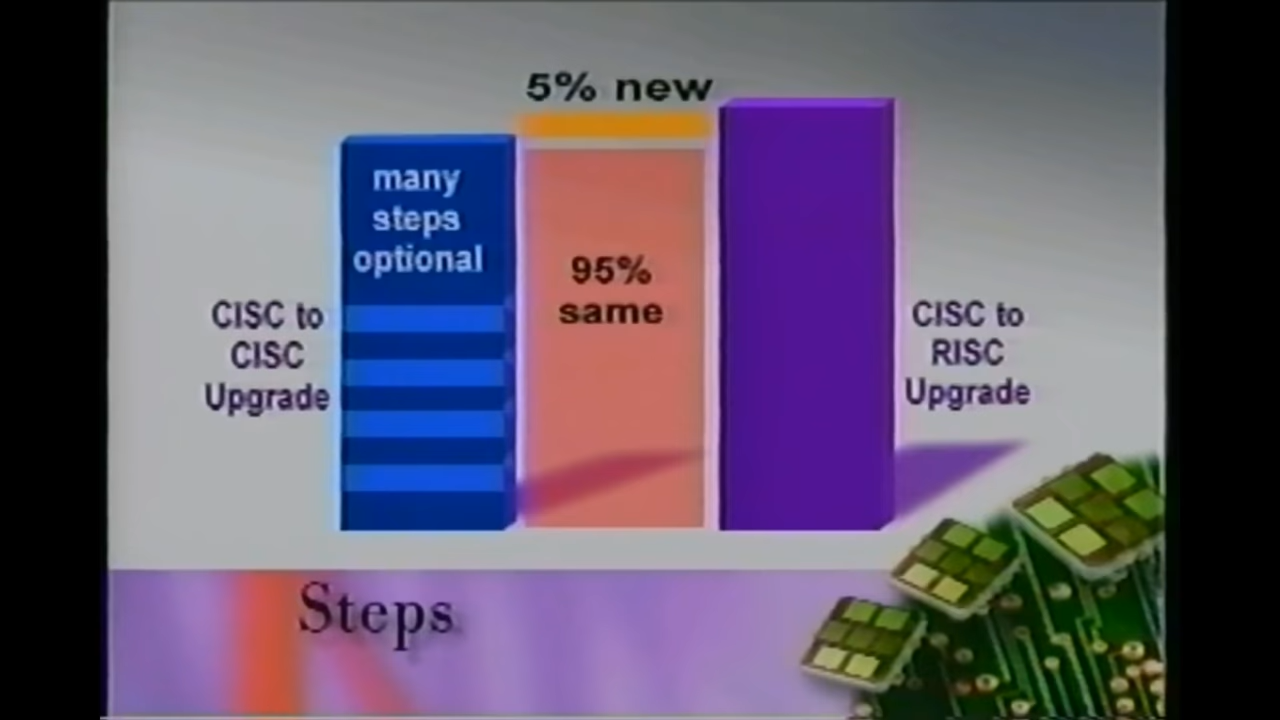 5% new
many
steps
optional
95%
same
CISC to
CISC
Upgrade
CISC to
RISC
Upgrade
Steps